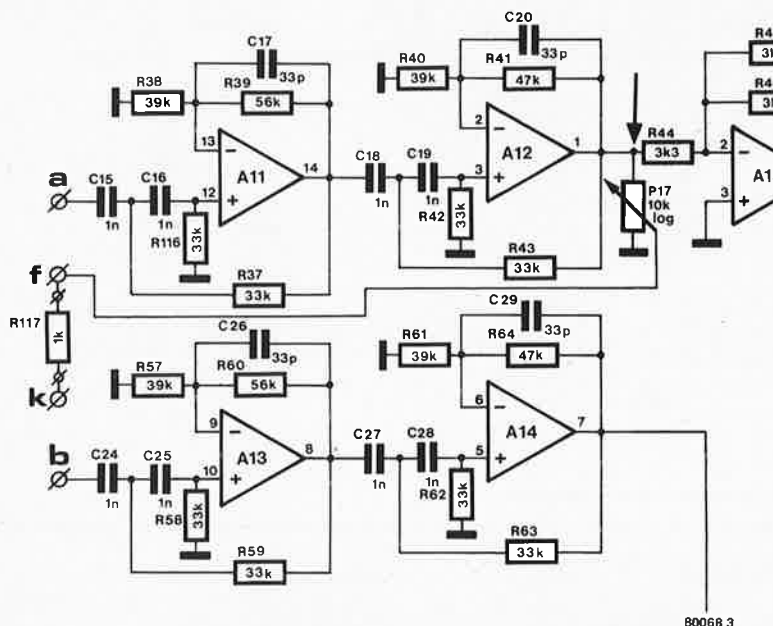 C17
33p
R38
39k
R39
56k
13
14
A11
12
a
C15
1n
C16
1n
R116
33k
R37
33k
C20
33p
R40
39k
R41
47k
2
1
A12
3
C18
1n
C19
1n
R42
33k
R43
33k
R44
3k3
P17
10k
log
2
3
f
R117
1k
k
C26
33p
R57
39k
R60
56k
9
8
A13
10
b
C24
1n
C25
1n
R58
33k
R59
33k
C29
33p
R61
39k
R64
47k
6
7
A14
5
C27
1n
C28
1n
R62
33k
R63
33k
80068 3